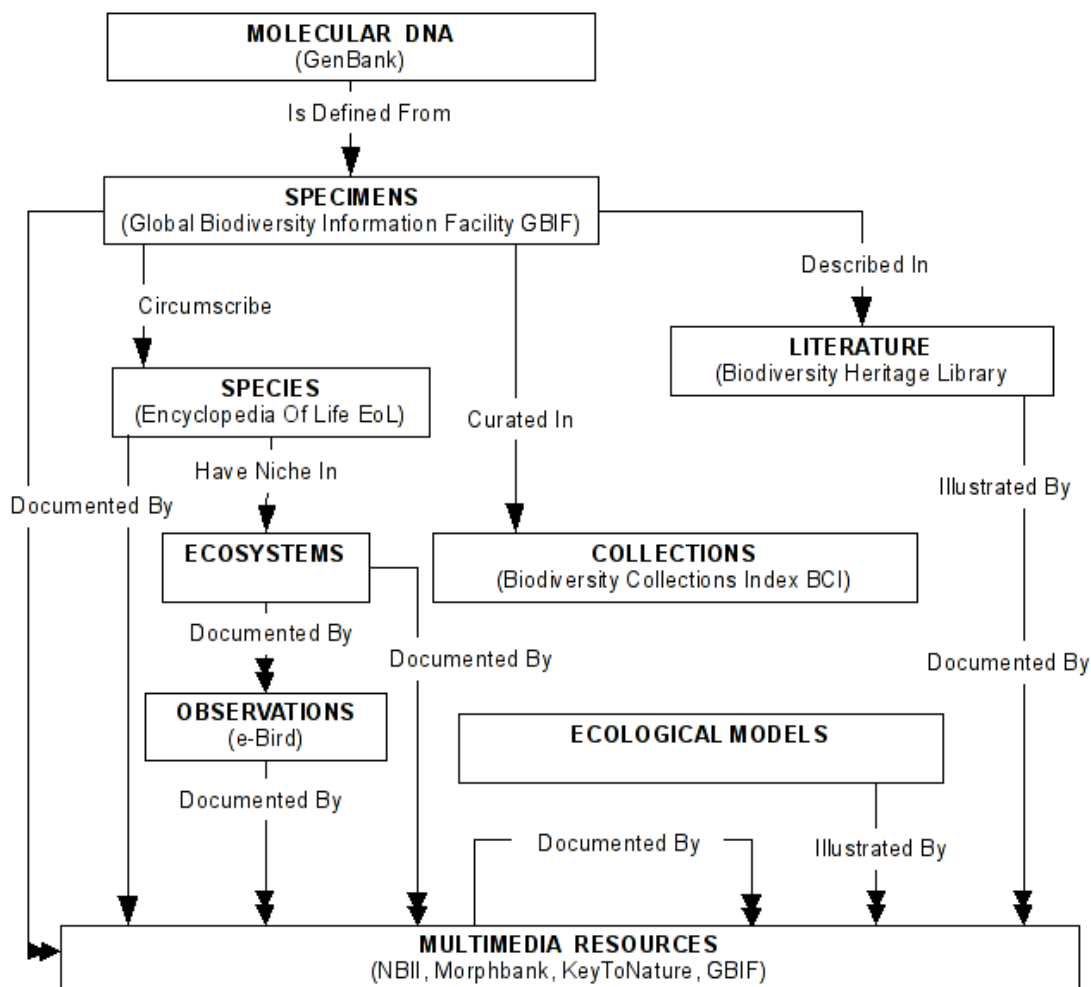 MOLECULAR DNA
(GenBank)
Is Defined From
SPECIMENS
(Global Biodiversity Information Facility GBIF)
Described In
Circumscribe
LITERATURE
(Biodiversity Heritage Library
SPECIES
(Encyclopedia Of Life EoL)
Curated In
Have Niche In
Illustrated By
Documented By
ECOSYSTEMS
COLLECTIONS
(Biodiversity Collections Index BCI)
Documented By
Documented By
Documented By
OBSERVATIONS
(e-Bird)
ECOLOGICAL MODELS
Documented By
Documented By
Illustrated By
MULTIMEDIA RESOURCES
(NBII, Morphbank, KeyToNature, GBIF)